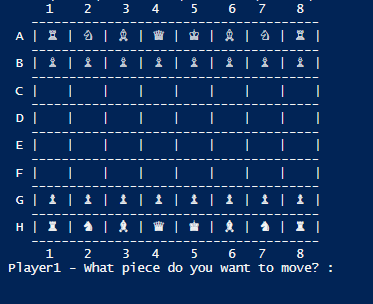 1 2 3 4 5 6 7 8
A | ♖ | ♘ | ♗ | ♕ | ♔ | ♗ | ♘ | ♖ |
B | ♙ | ♙ | ♙ | ♙ | ♙ | ♙ | ♙ | ♙ |
C | | | | | | | | |
D | | | | | | | | |
E | | | | | | | | |
F | | | | | | | | |
G | ♟ | ♟ | ♟ | ♟ | ♟ | ♟ | ♟ | ♟ |
H | ♜ | ♞ | ♝ | ♛ | ♚ | ♝ | ♞ | ♜ |
1 2 3 4 5 6 7 8
Player1 - What piece do you want to move? :